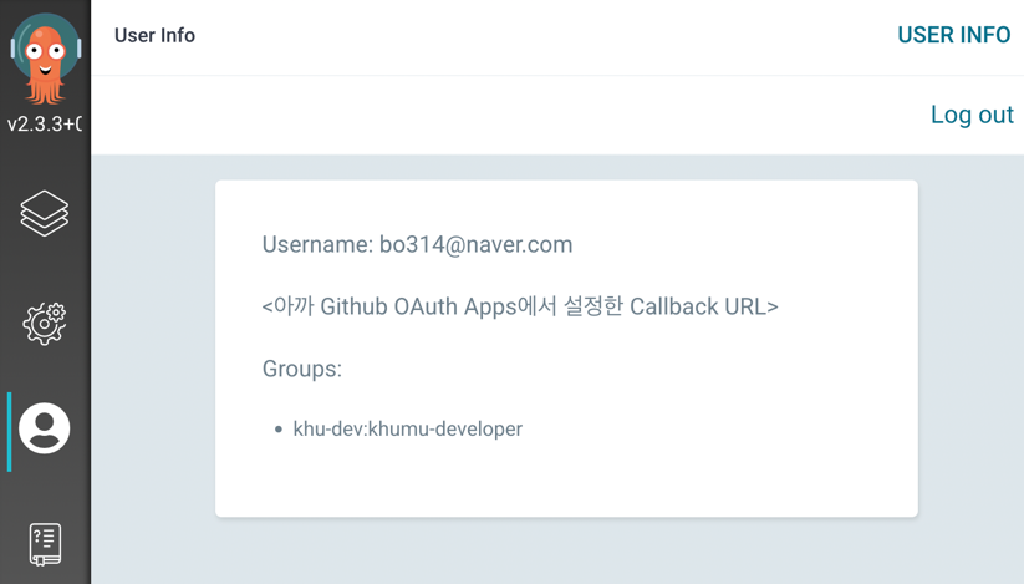 User Info
USER INFO
v2.3.3+
Log out
Username: bo314@naver.com
<아까 Github OAuth Apps에서 설정한 Callback URL>
Groups:
• khu-dev:khumu-developer